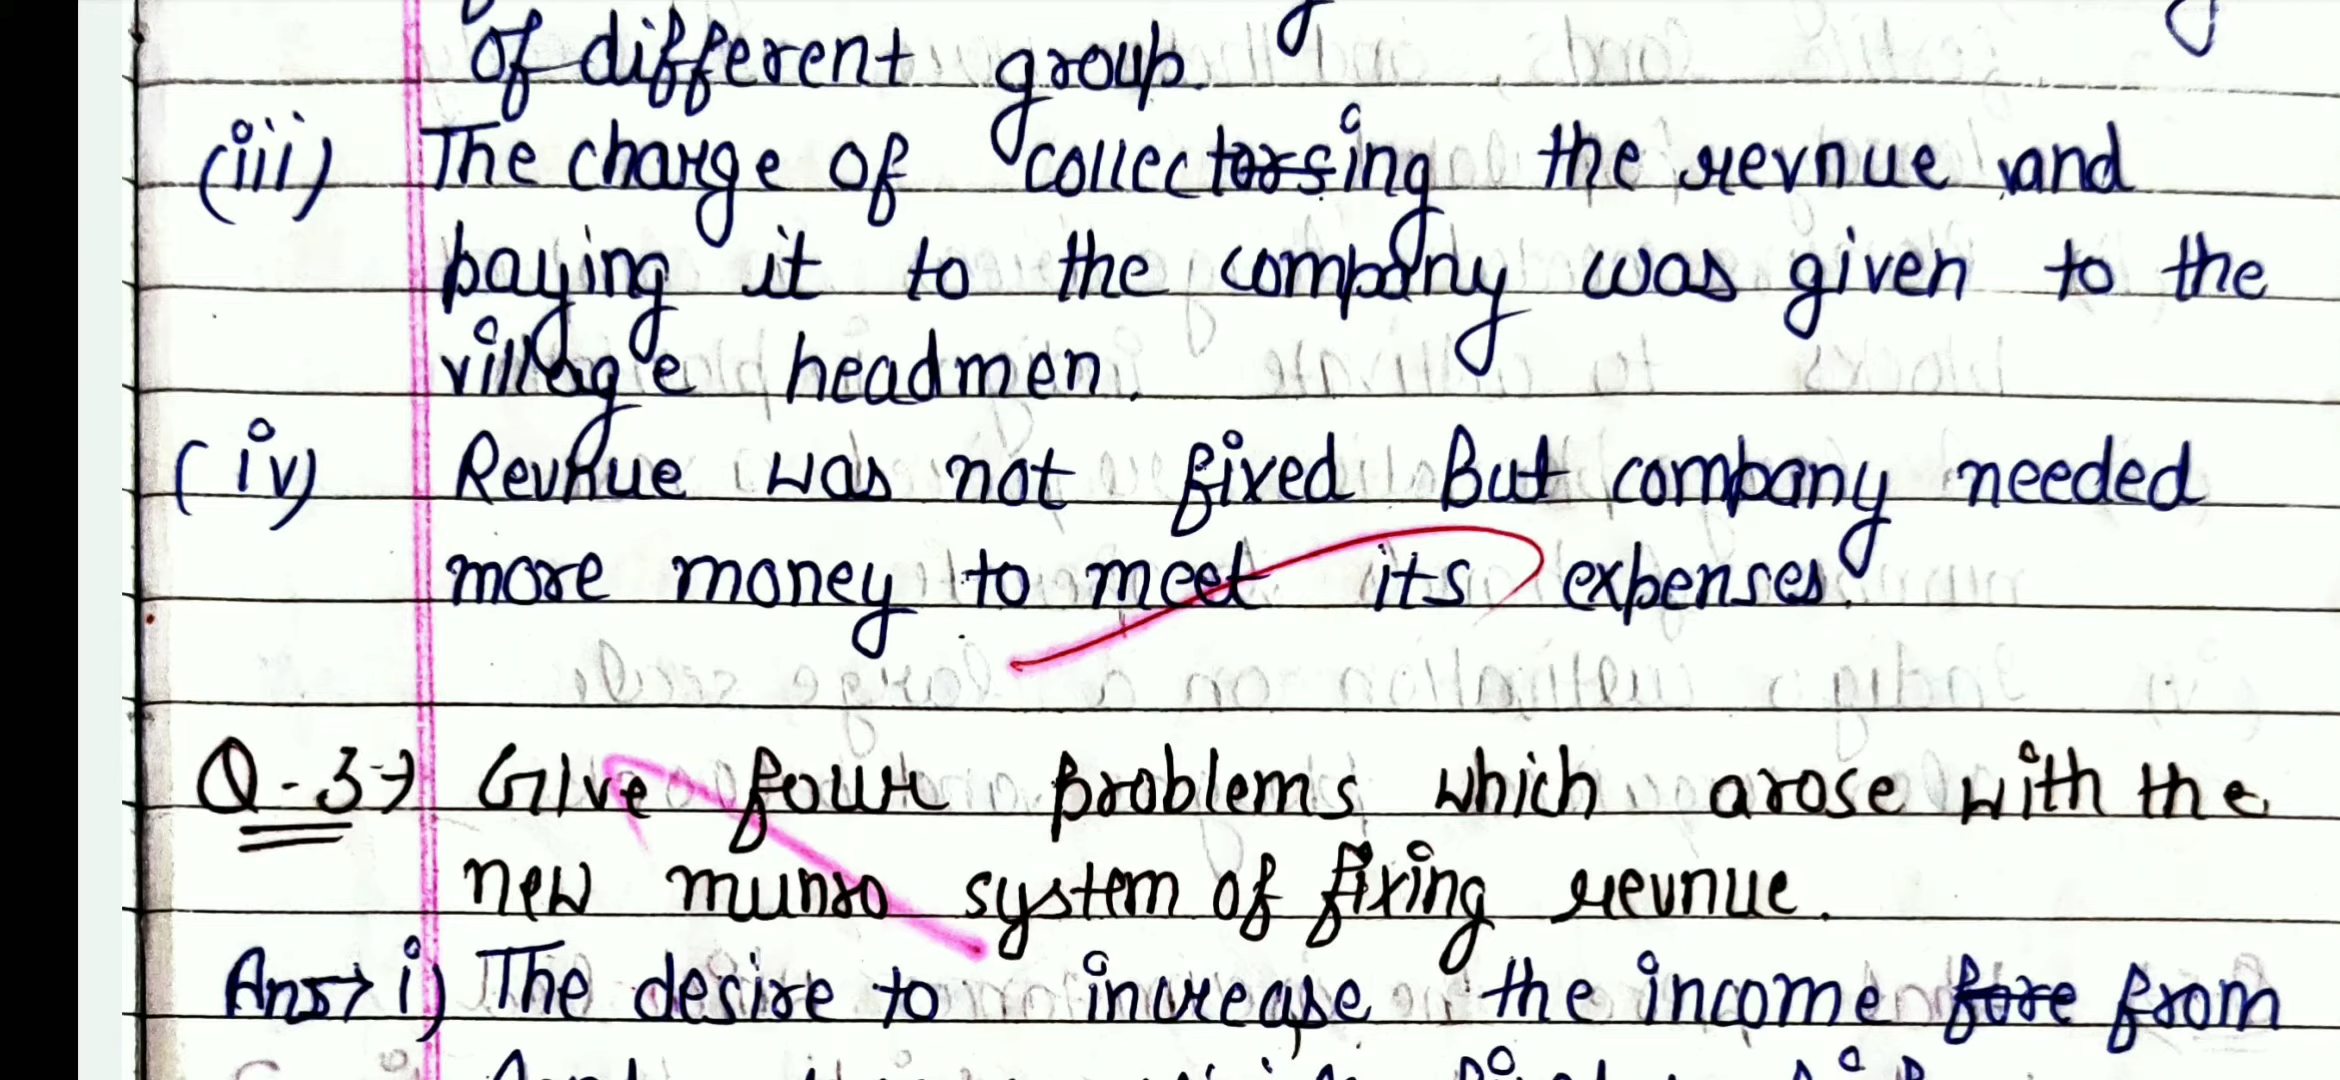 of different group.
(iii) The charge of collectorsing the revnue and
paying it to the company was given to the
village headmen.
(iv) Revnue was not fixed But company needed
more money to meet its expenses.
Q-3→ Give four problems which arose with the
new munro system of fixing revnue.
Ans→ i) The desire to increase the income fore from